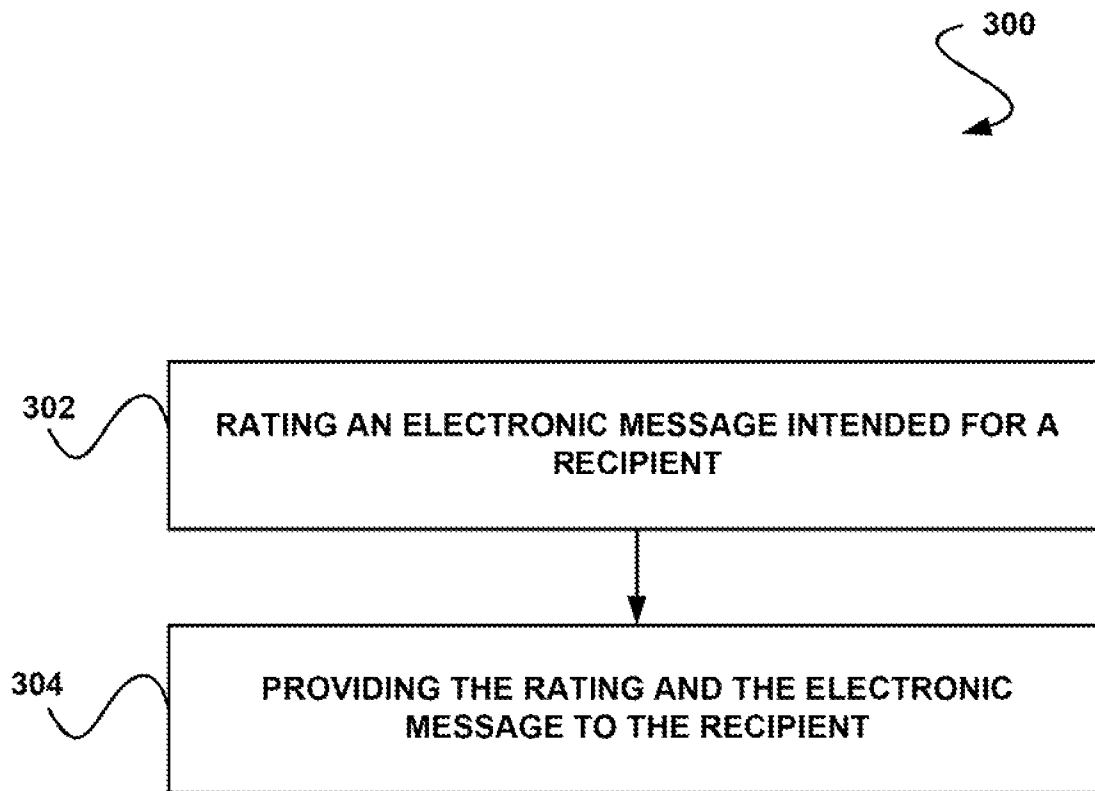 300
302
RATING AN ELECTRONIC MESSAGE INTENDED FOR A
RECIPIENT
304
PROVIDING THE RATING AND THE ELECTRONIC
MESSAGE TO THE RECIPIENT